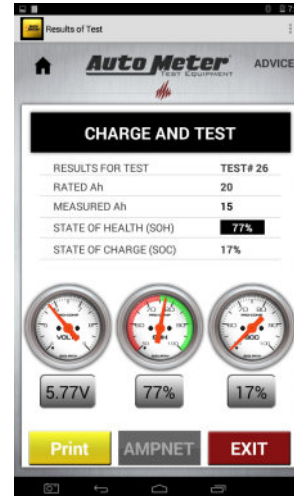 Results of Test
Auto Meter
TEST EQUIPMENT
ADVICE
CHARGE AND TEST
RESULTS FOR TEST TEST# 26
RATED Ah 20
MEASURED Ah 15
STATE OF HEALTH (SOH) 77%
STATE OF CHARGE (SOC) 17%
5.77V 77% 17%
Print AMPNET EXIT